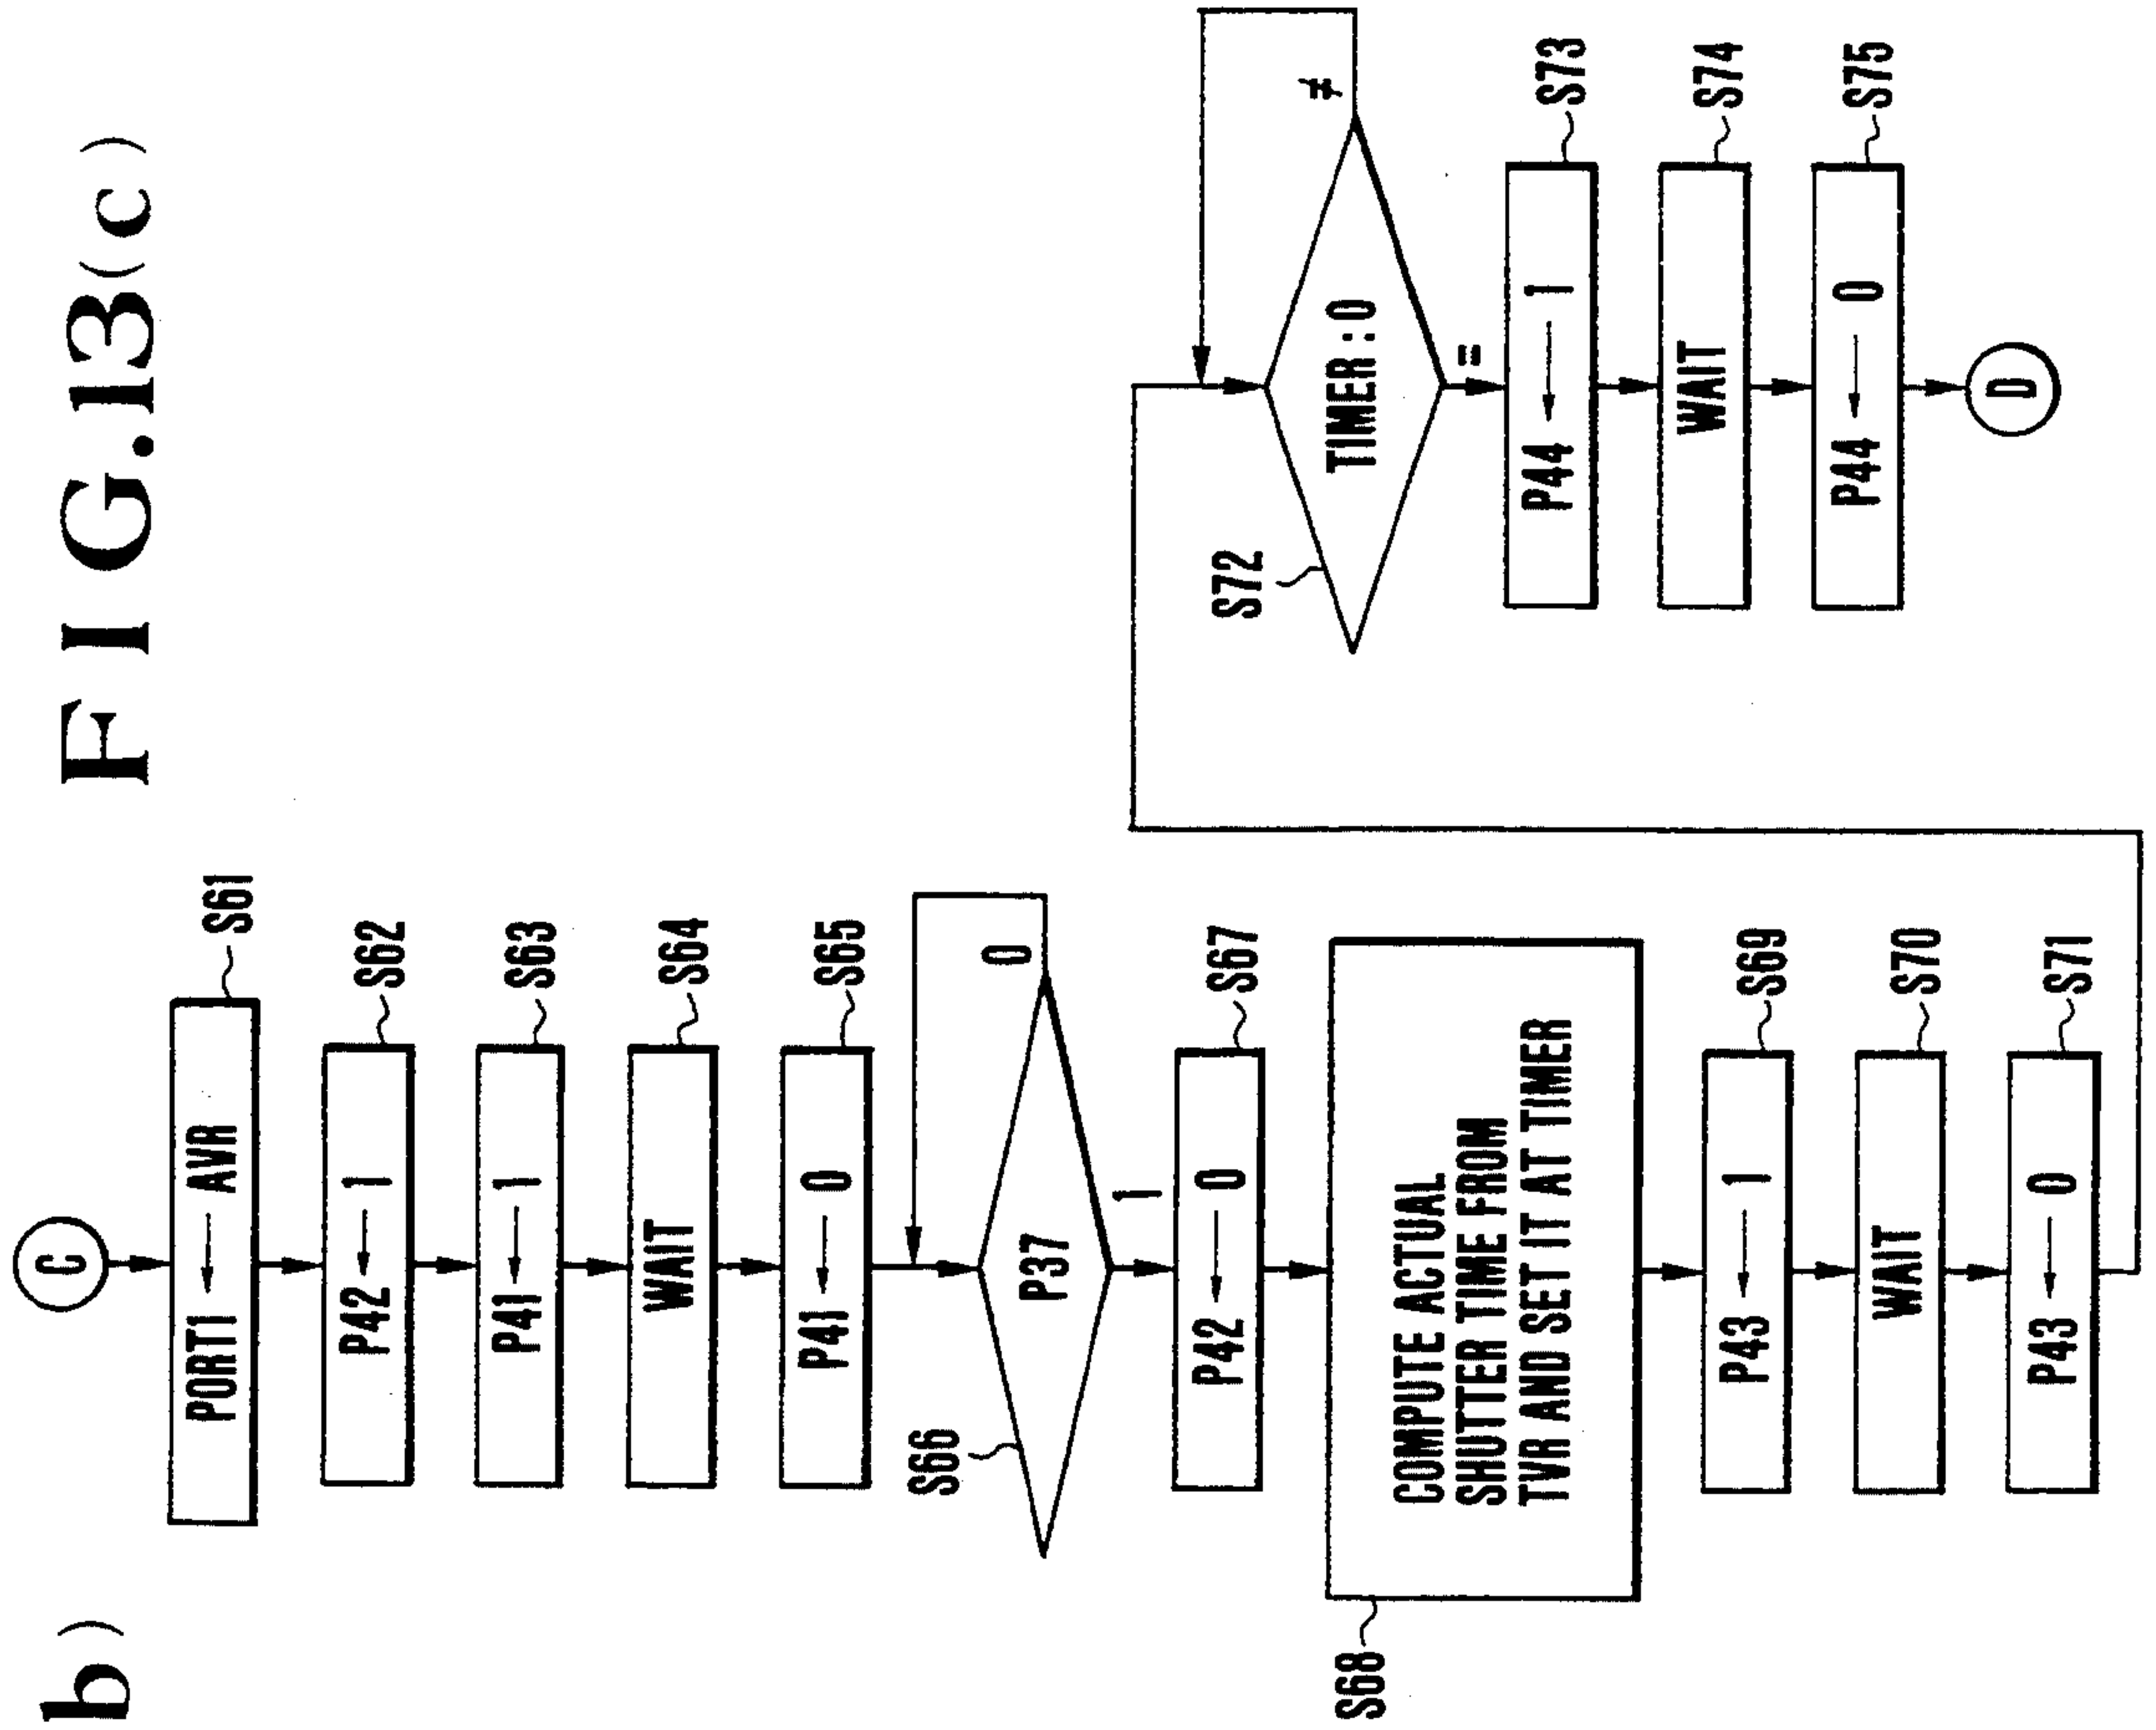 b)
FIG.13(c)
C
PORT1 ← AVR
S61
P42 ← 1
S62
P41 ← 1
S63
WAIT
S64
P41 ← 0
S65
S66
P37
0
1
P42 ← 0
S67
S68
COMPUTE ACTUAL
SHUTTER TIME FROM
TVR AND SET IT AT TIMER
P43 ← 1
S69
WAIT
S70
P43 ← 0
S71
S72
TIMER : 0
≠
=
P44 ← 1
S73
WAIT
S74
P44 ← 0
S75
D